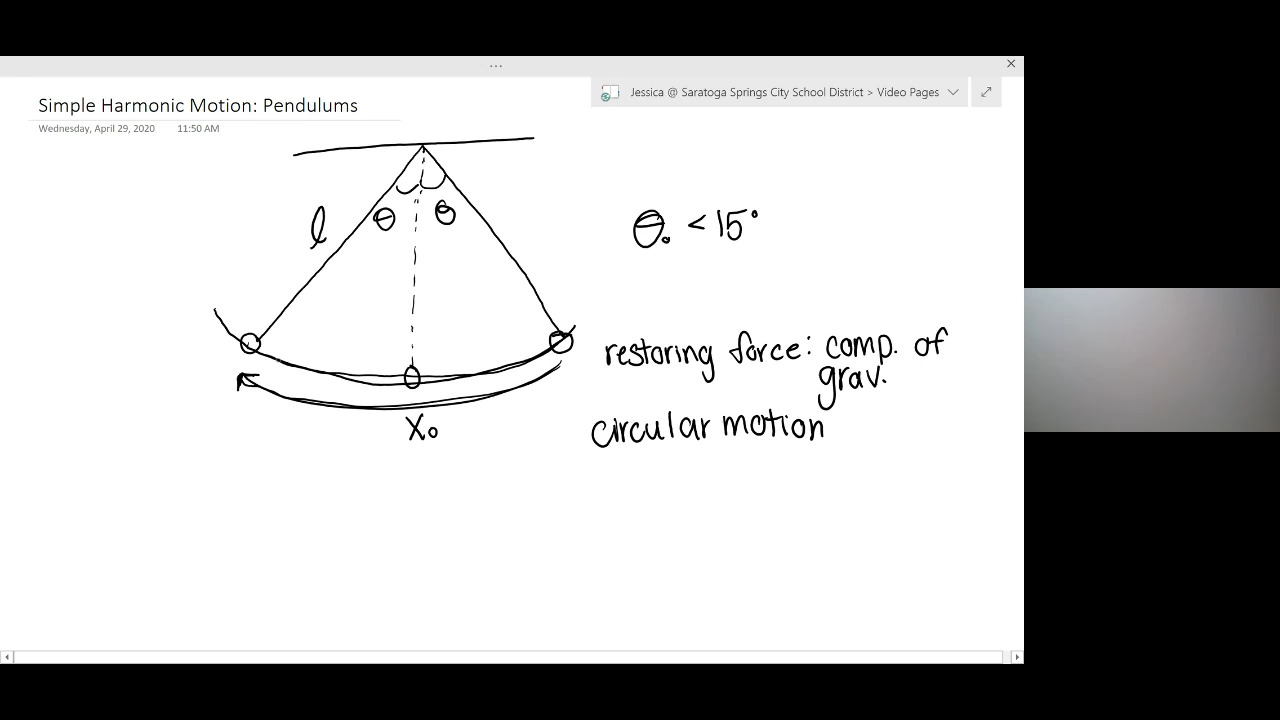 ...
Jessica @ Saratoga Springs City School District > Video Pages
Simple Harmonic Motion: Pendulums
Wednesday, April 29, 2020 11:50 AM
l
θ θ
θ₀ < 15°
restoring force: comp. of
grav.
circular motion
x₀